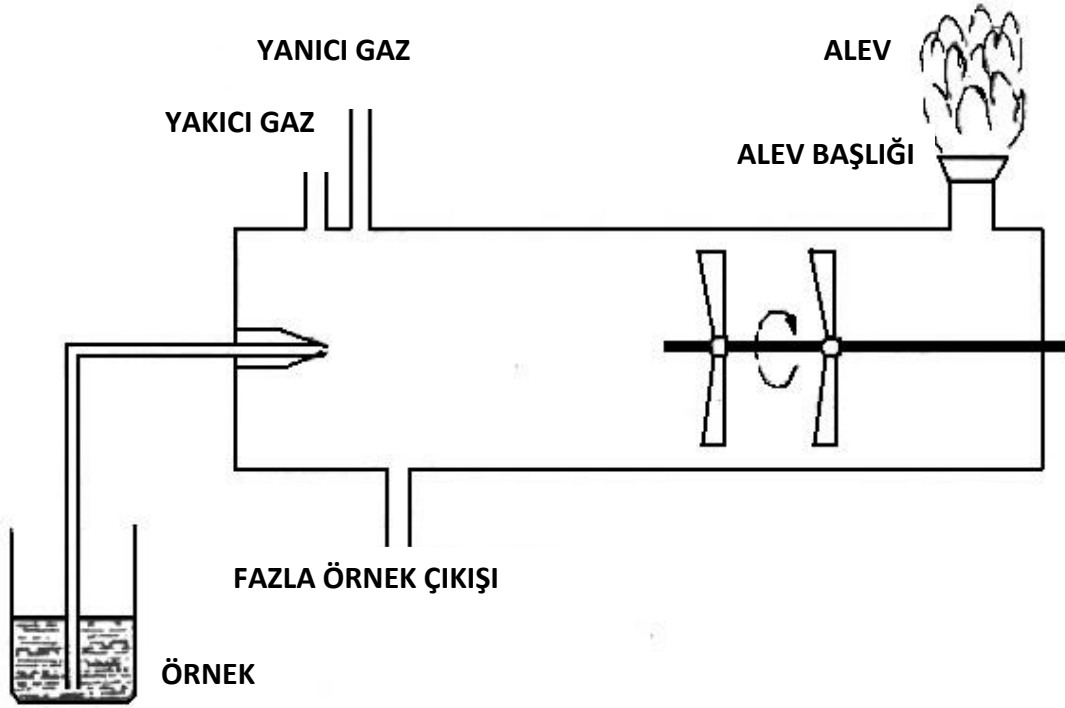 YANICI GAZ
ALEV
YAKICI GAZ
ALEV BAŞLIĞI
FAZLA ÖRNEK ÇIKIŞI
ÖRNEK